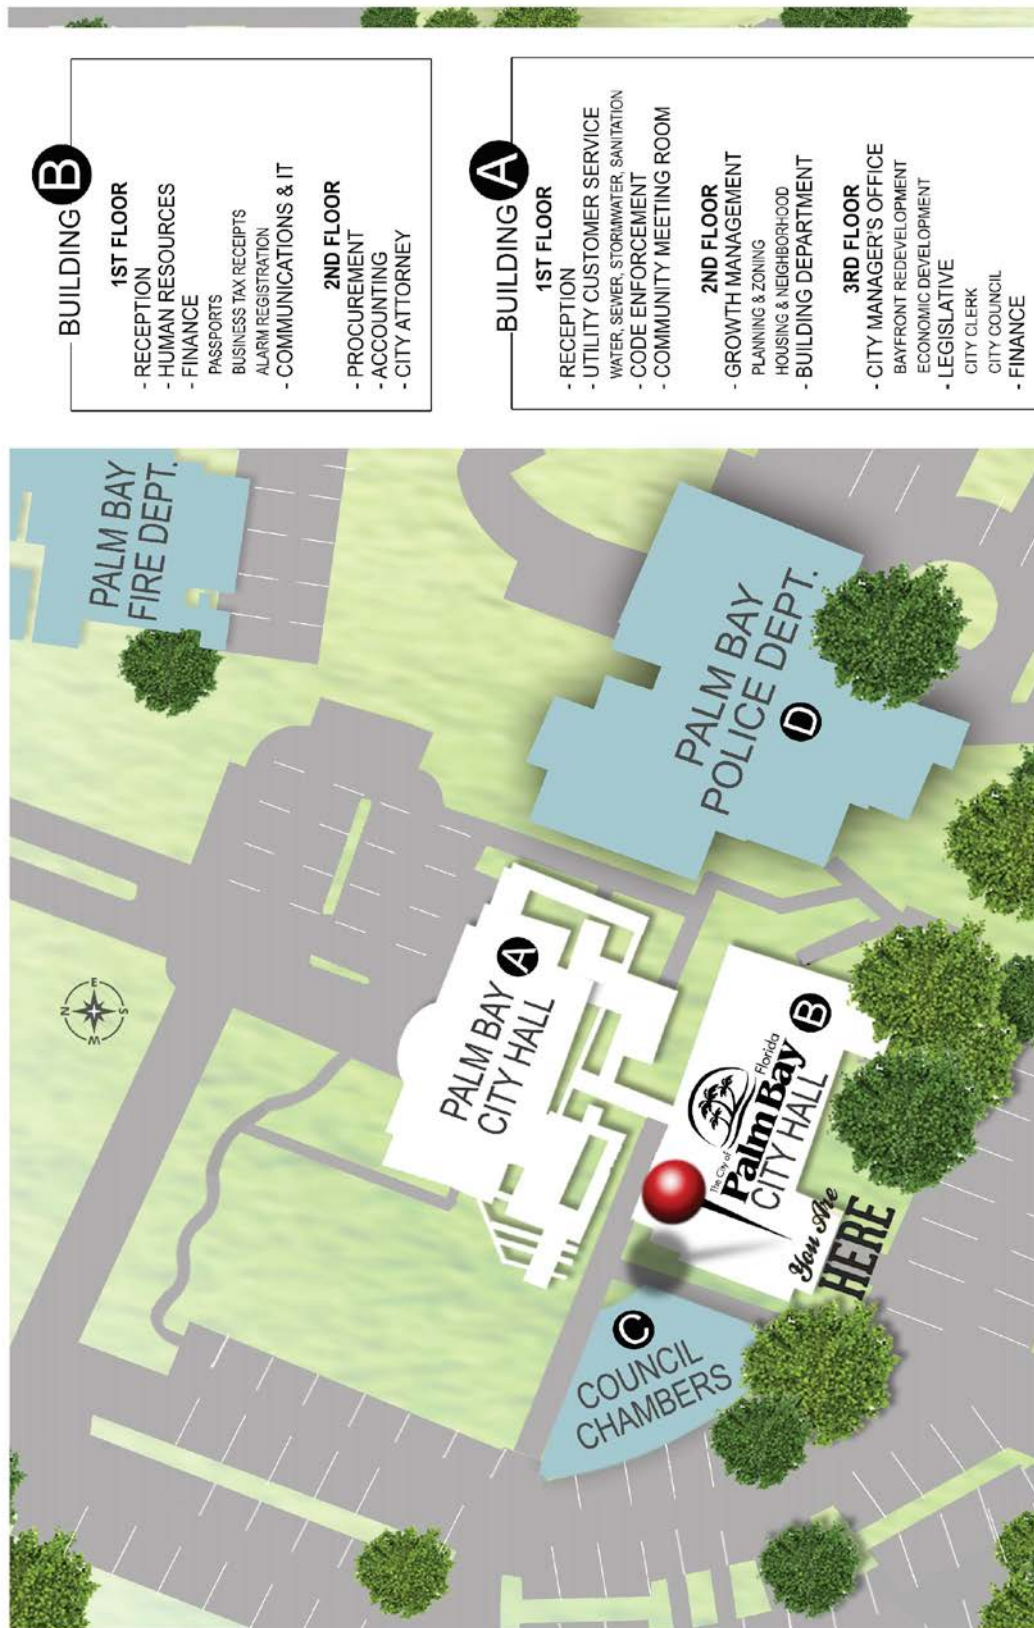 BUILDING B
1ST FLOOR
- RECEPTION
- HUMAN RESOURCES
- FINANCE
PASSPORTS
BUSINESS TAX RECEIPTS
ALARM REGISTRATION
- COMMUNICATIONS & IT
2ND FLOOR
- PROCUREMENT
- ACCOUNTING
- CITY ATTORNEY
BUILDING A
1ST FLOOR
- RECEPTION
- UTILITY CUSTOMER SERVICE
WATER, SEWER, STORMWATER, SANITATION
- CODE ENFORCEMENT
- COMMUNITY MEETING ROOM
2ND FLOOR
- GROWTH MANAGEMENT
PLANNING & ZONING
HOUSING & NEIGHBORHOOD
- BUILDING DEPARTMENT
3RD FLOOR
- CITY MANAGER'S OFFICE
BAYFRONT REDEVELOPMENT
ECONOMIC DEVELOPMENT
- LEGISLATIVE
CITY CLERK
CITY COUNCIL
- FINANCE
PALM BAY
FIRE DEPT.
N
W E
S
PALM BAY
CITY HALL
A
PALM BAY
POLICE DEPT.
D
The City of
Palm Bay
Florida
CITY HALL
B
You Are
HERE
C
COUNCIL
CHAMBERS